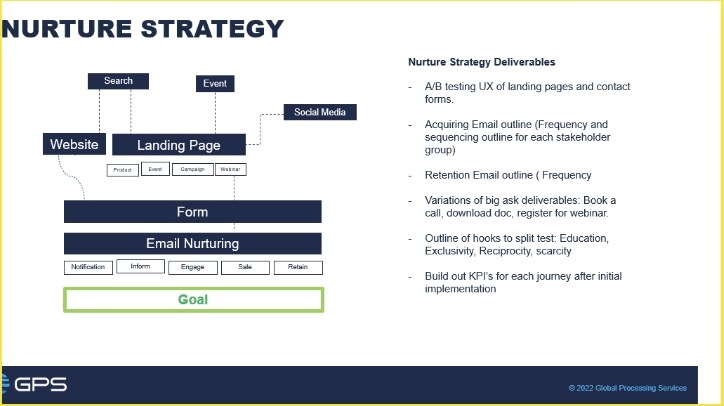 NURTURE STRATEGY
Search
Event
Social Media
Website
Landing Page
Product
Event
Campaign
Webinar
Form
Email Nurturing
Notification
Inform
Engage
Sale
Retain
Goal
Nurture Strategy Deliverables
- A/B testing UX of landing pages and contact
forms.
- Acquiring Email outline (Frequency and
sequencing outline for each stakeholder
group)
- Retention Email outline ( Frequency
- Variations of big ask deliverables: Book a
call, download doc, register for webinar.
- Outline of hooks to split test: Education,
Exclusivity, Reciprocity, scarcity
- Build out KPI's for each journey after initial
implementation
GPS
© 2022 Global Processing Services